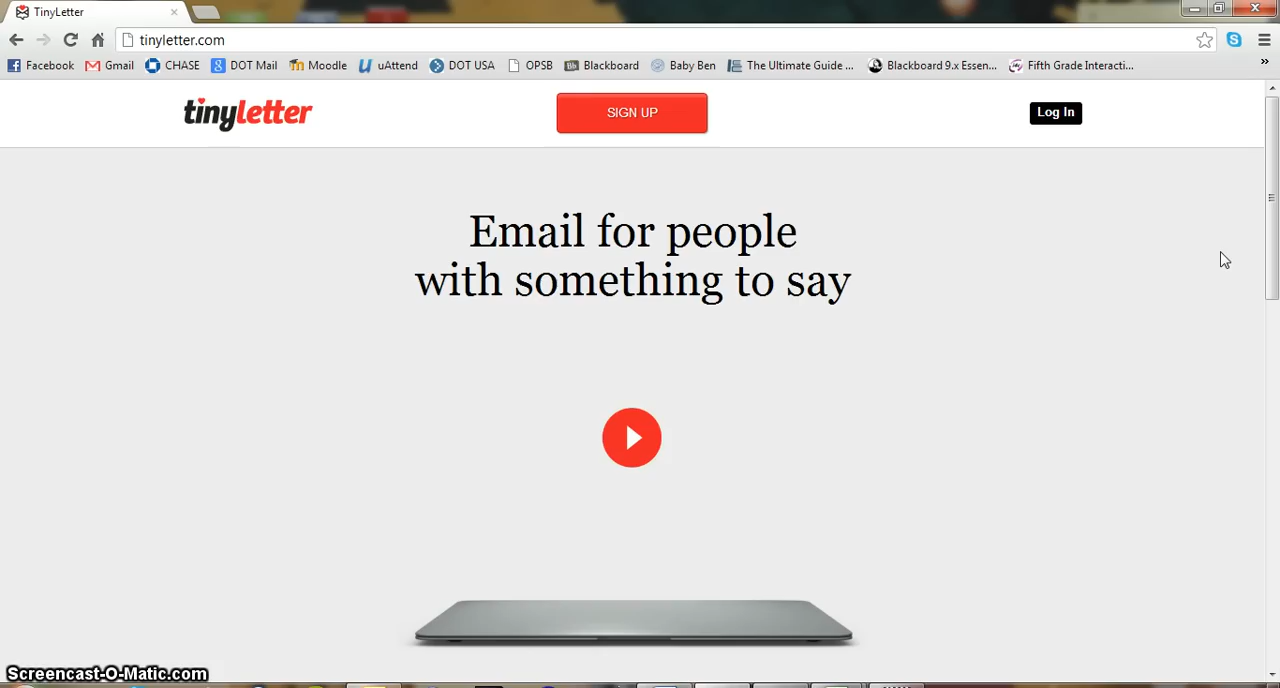 TinyLetter
tinyletter.com
Facebook Gmail CHASE DOT Mail Moodle uAttend DOT USA OPSB Blackboard Baby Ben The Ultimate Guide ... Blackboard 9.x Essen... Fifth Grade Interacti... »
tinyletter SIGN UP Log In
Email for people
with something to say
Screencast-O-Matic.com